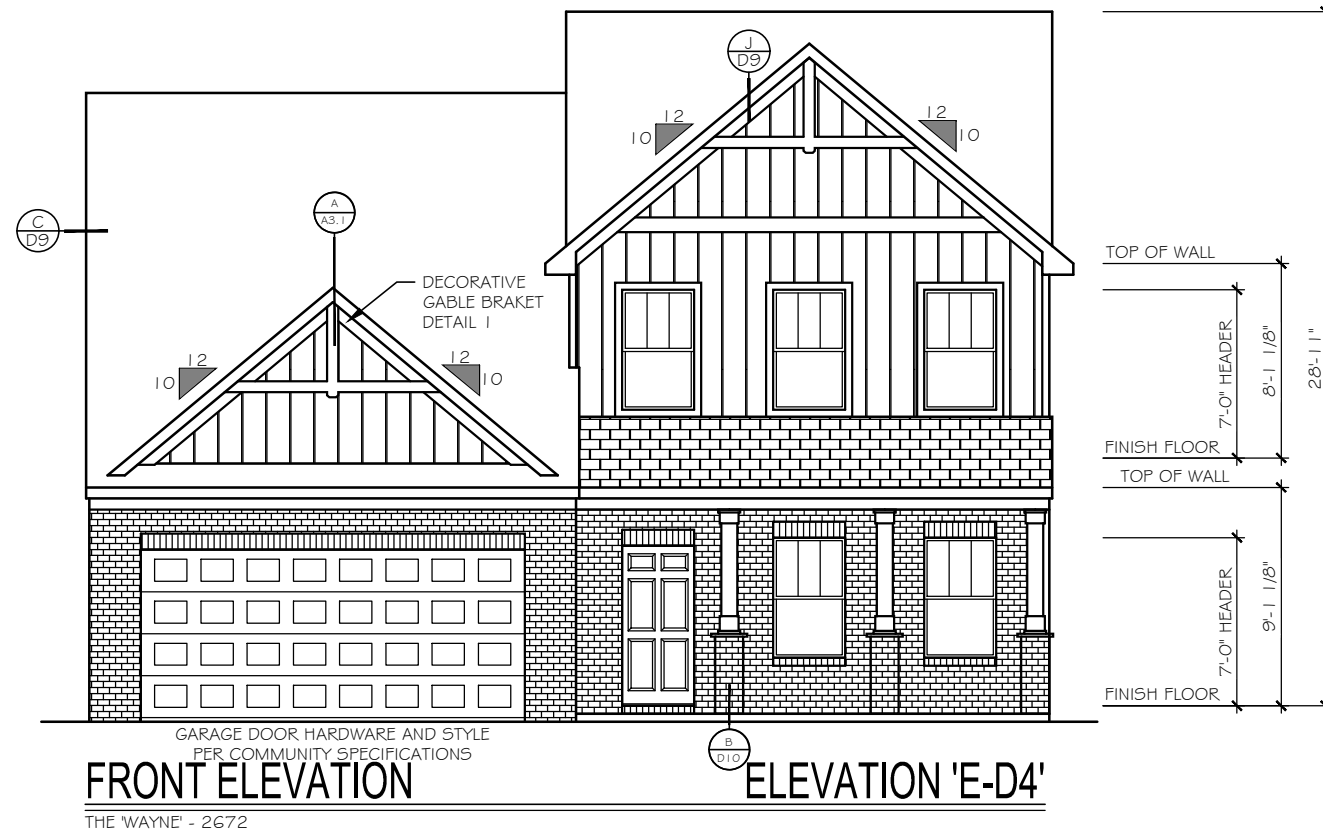 J
D9
12
10
12
10
C
D9
A
A3.1
DECORATIVE
GABLE BRAKET
DETAIL 1
12
10
12
10
TOP OF WALL
7'-0" HEADER
8'-1 1/8"
28'-11"
FINISH FLOOR
TOP OF WALL
7'-0" HEADER
9'-1 1/8"
FINISH FLOOR
B
D10
GARAGE DOOR HARDWARE AND STYLE
PER COMMUNITY SPECIFICATIONS
FRONT ELEVATION
ELEVATION 'E-D4'
THE 'WAYNE' - 2672